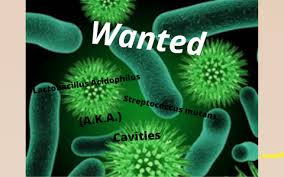 Wanted
Lactobacillus Acidophilus
Streptococcus mutans
(A.K.A.)
Cavities